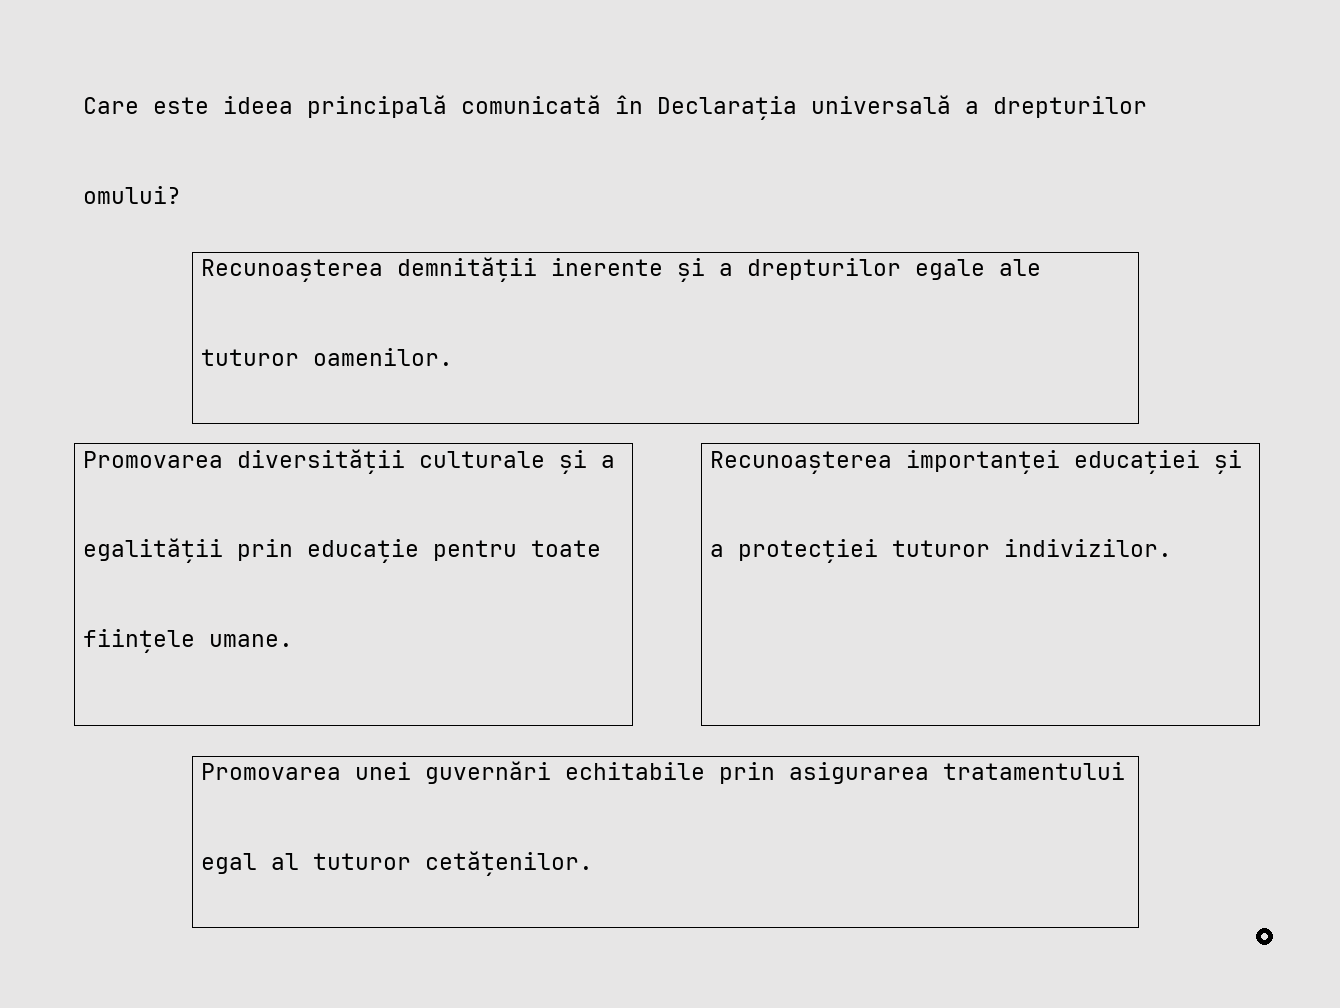 Care este ideea principală comunicată în Declarația universală a drepturilor
omului?
Recunoașterea demnității inerente și a drepturilor egale ale
tuturor oamenilor.
Promovarea diversității culturale și a
egalității prin educație pentru toate
ființele umane.
Recunoașterea importanței educației și
a protecției tuturor indivizilor.
Promovarea unei guvernări echitabile prin asigurarea tratamentului
egal al tuturor cetățenilor.